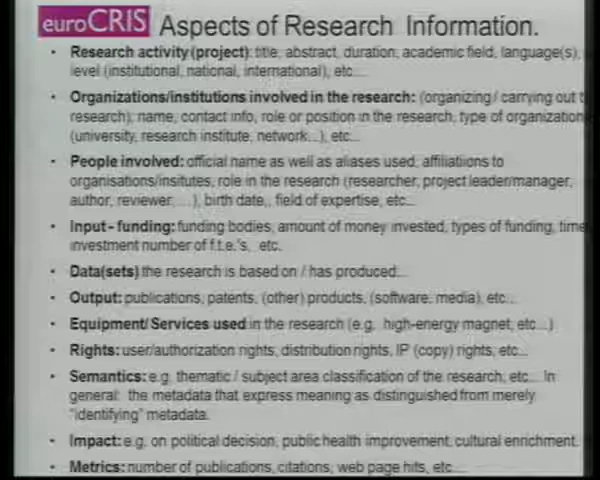 euroCRIS Aspects of Research Information.
• Research activity (project): title, abstract, duration, academic field, language(s),
level (institutional, national, international), etc...
• Organizations/institutions involved in the research: (organizing / carrying out t
research), name, contact info, role or position in the research, type of organization
(university, research institute, network...), etc...
• People involved: official name as well as aliases used, affiliatiions to
organisations/insitutes, role in the research (researcher, project leader/manager,
author, reviewer, ...), birth date,, field of expertise, etc...
• Input - funding: funding bodies, amount of money invested, types of funding, time
investment number of f.t.e.'s, etc.
• Data(sets) the research is based on / has produced...
• Output: publications, patents, (other) products, (software, media), etc...
• Equipment/ Services used in the research (e.g. high-energy magnet, etc...)
• Rights: user/authorization rights, distribution rights, IP (copy) rights, etc...
• Semantics: e.g. thematic / subject area classification of the research, etc... In
general: the metadata that express meaning as distinguished from merely
"identifying" metadata.
• Impact: e.g. on political decision, public health improvement, cultural enrichment,
• Metrics: number of publications, citations, web page hits, etc...